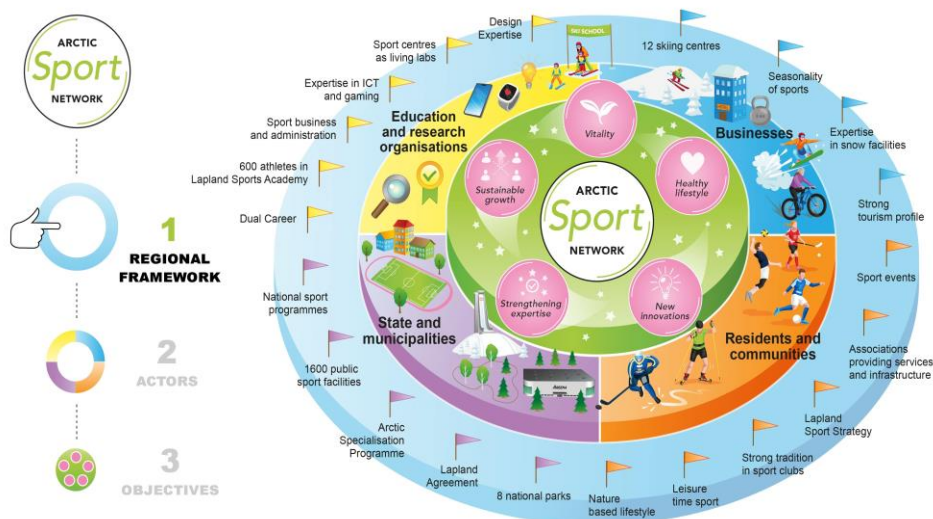 ARCTIC
Sport
NETWORK
1
REGIONAL
FRAMEWORK
2
ACTORS
3
OBJECTIVES
Design
Expertise
Sport centres
as living labs
Expertise in ICT
and gaming
Sport business
and administration
600 athletes in
Lapland Sports Academy
Dual Career
National sport
programmes
1600 public
sport facilities
Arctic
Specialisation
Programme
Lapland
Agreement
8 national parks
Nature
based lifestyle
Leisure
time sport
Strong tradition
in sport clubs
Lapland
Sport Strategy
Associations
providing services
and infrastructure
Sport events
Strong
tourism profile
Expertise
in snow facilities
Seasonality
of sports
12 skiing centres
SKI SCHOOL
Education
and research
organisations
Businesses
State and
municipalities
Residents and
communities
Vitality
Sustainable
growth
Healthy
lifestyle
Strengthening
expertise
New
innovations
ARCTIC
Sport
NETWORK